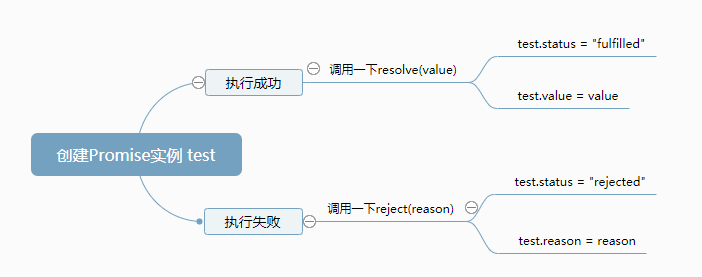 test.status = "fulfilled"
调用一下resolve(value)
执行成功
test.value = value
创建Promise实例 test
test.status = "rejected"
调用一下reject(reason)
执行失败
test.reason = reason